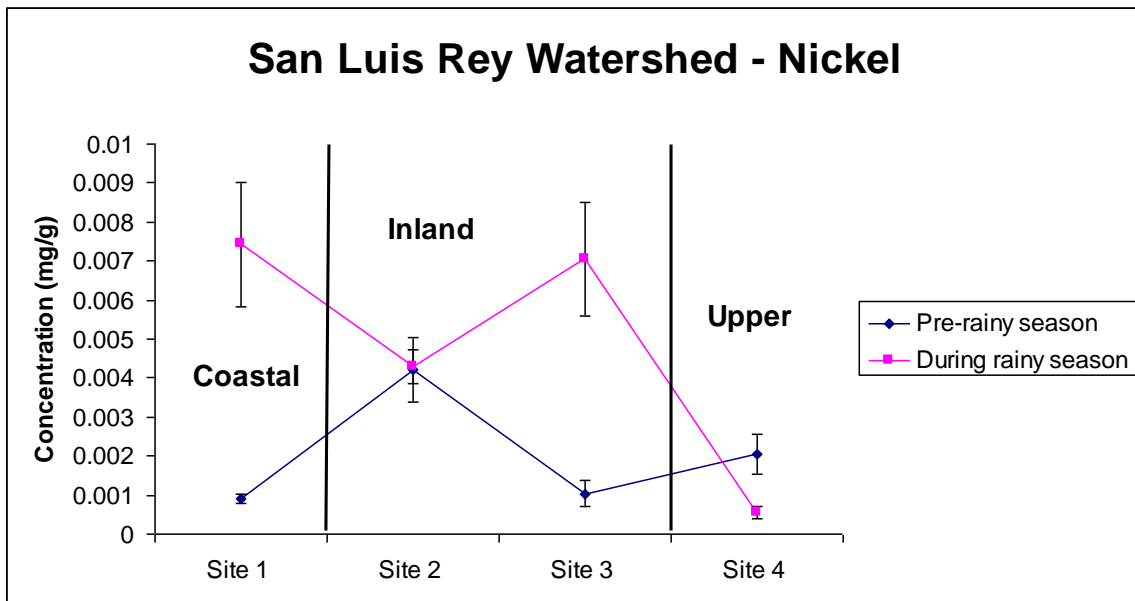 San Luis Rey Watershed - Nickel
0.01
0.009
0.008
0.007
0.006
0.005
0.004
0.003
0.002
0.001
0
Concentration (mg/g)
Coastal
Inland
Upper
Site 1
Site 2
Site 3
Site 4
Pre-rainy season
During rainy season